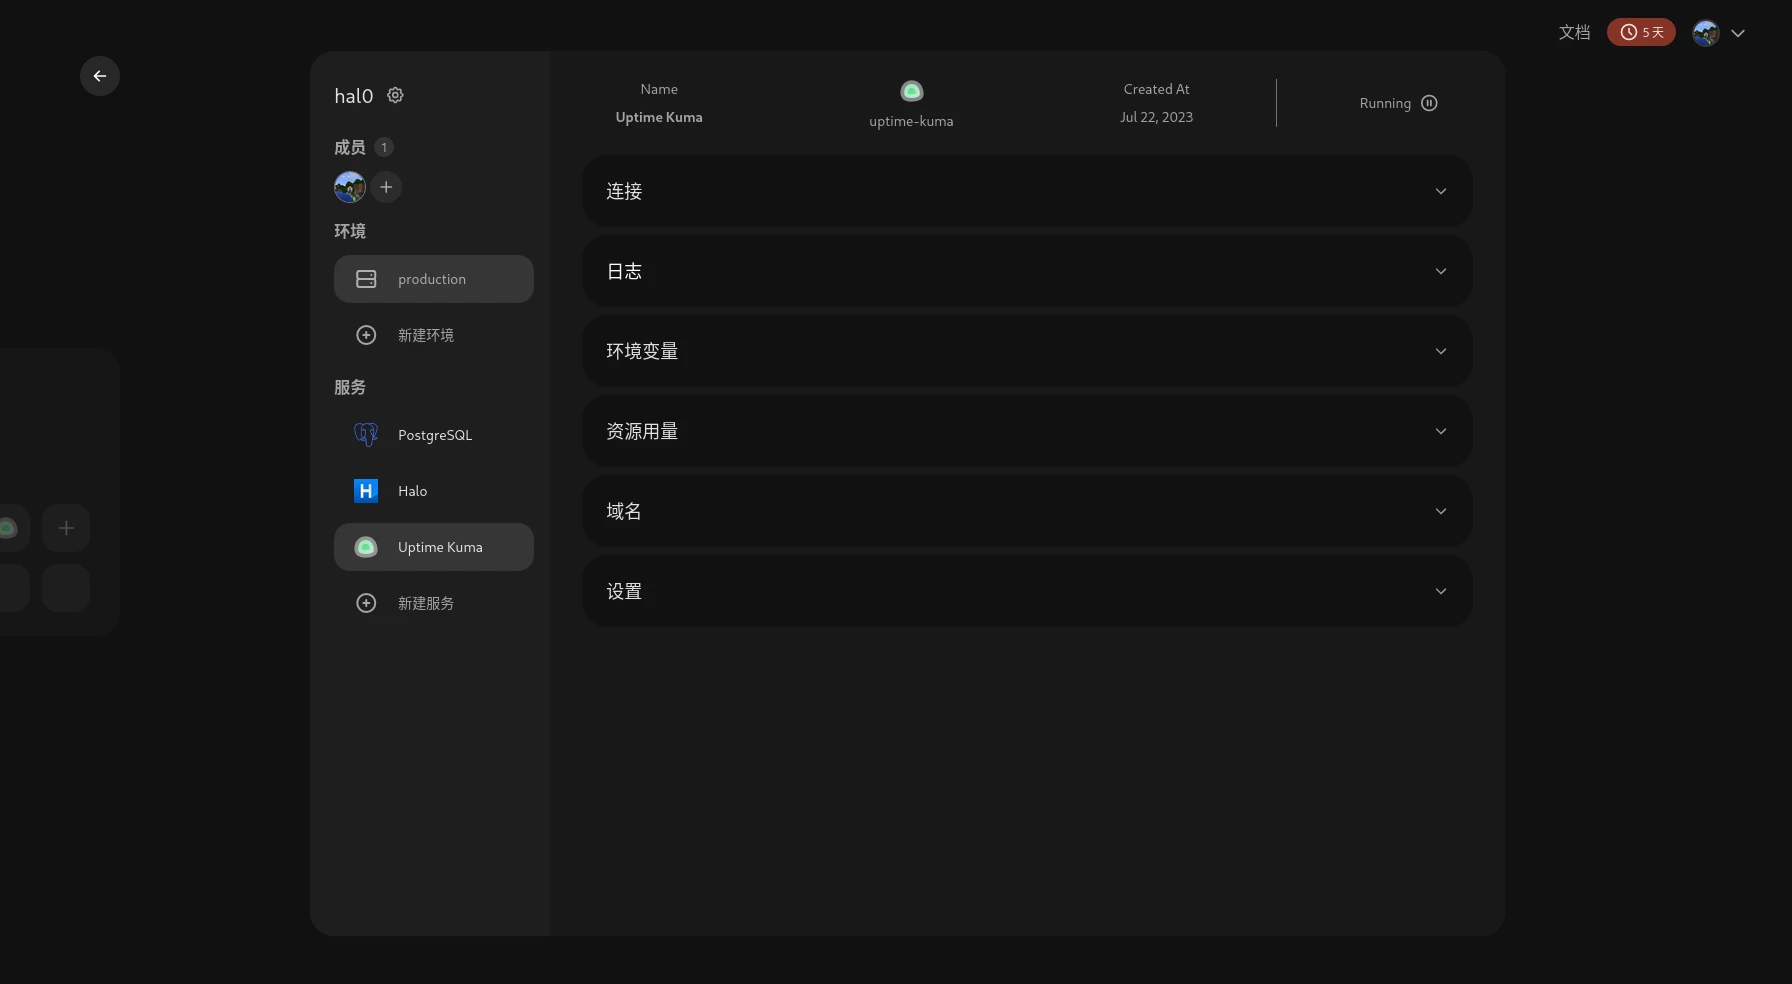 文档
5 天
hal0
成员 1
环境
production
新建环境
服务
PostgreSQL
H
Halo
Uptime Kuma
新建服务
Name
Uptime Kuma
uptime-kuma
Created At
Jul 22, 2023
Running
连接
日志
环境变量
资源用量
域名
设置